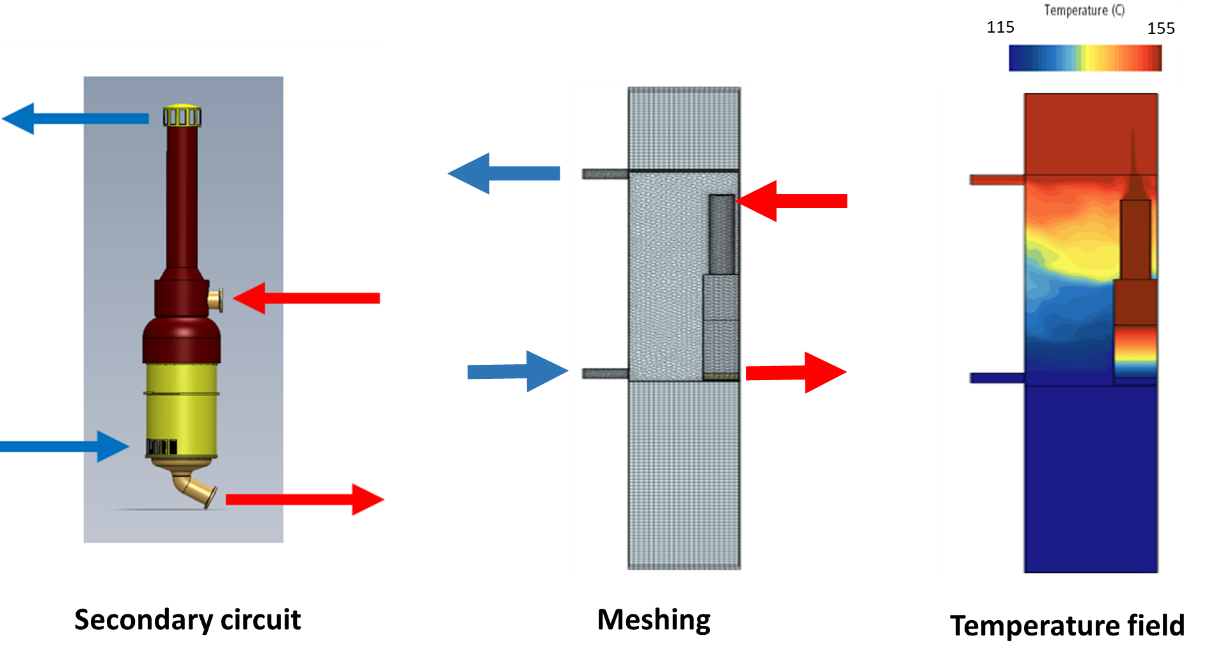 Temperature (C)
115
155
Secondary circuit
Meshing
Temperature field